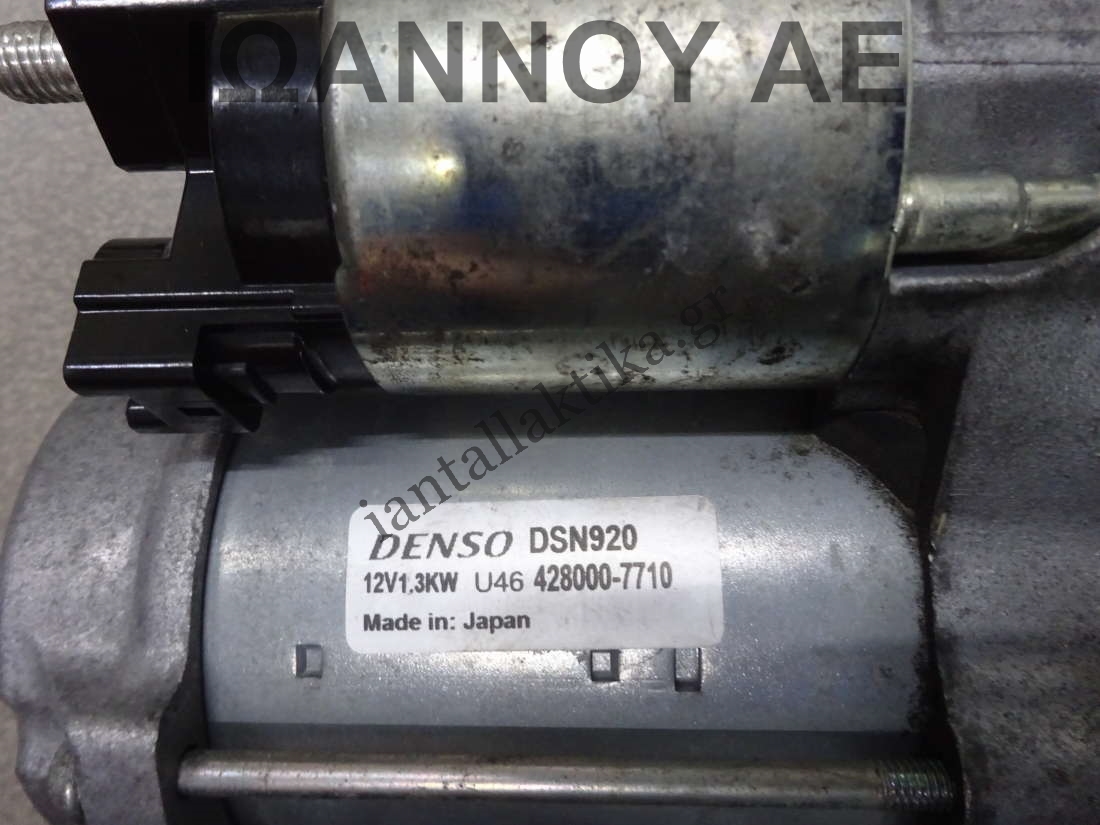 ΩΑΝΝΟΥ ΑΕ
iantallaktika.gr
DENSO DSN920
12V1.3KW U46 428000-7710
Made in: Japan